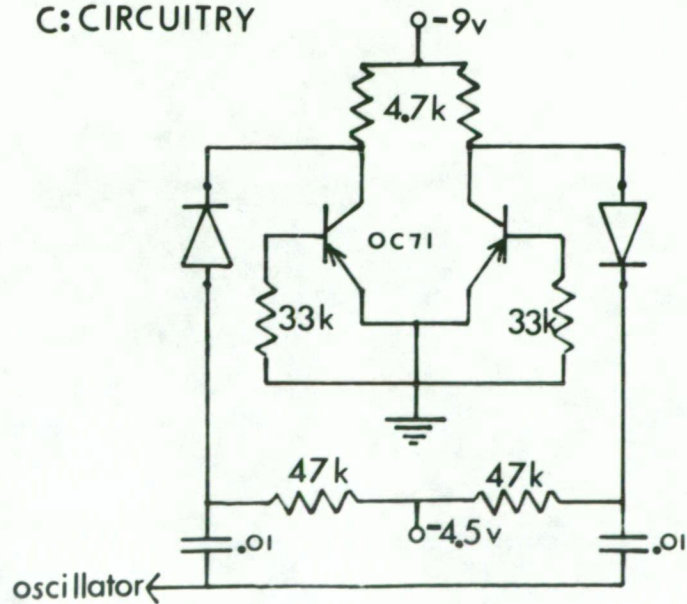 C: CIRCUITRY
-9v
4.7k
OC71
33k
33k
47k
47k
-4.5v
.01
.01
oscillator